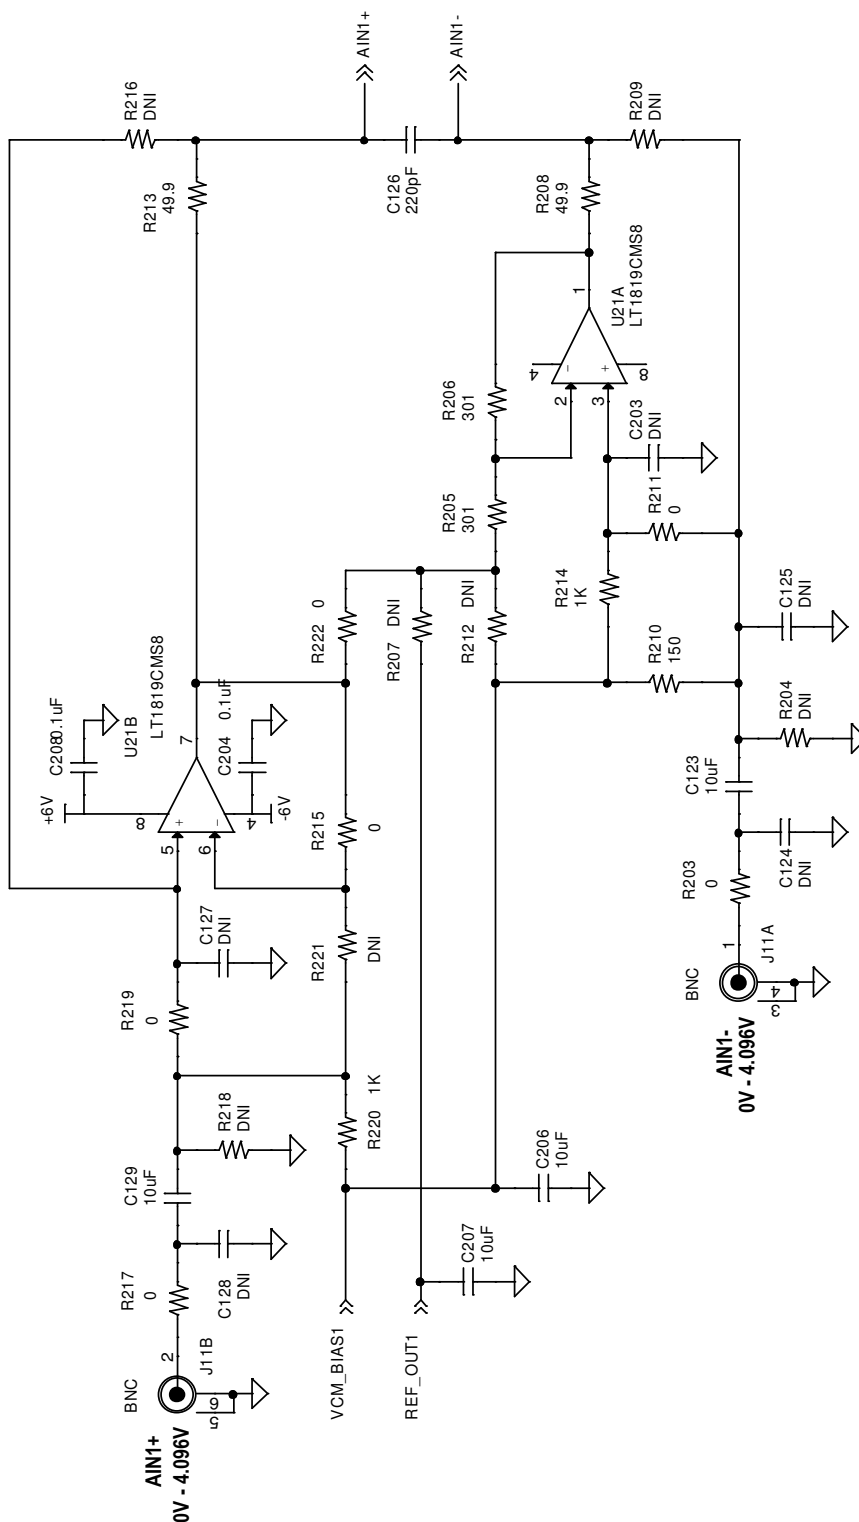 AIN1+
AIN1-
R216
DNI
R209
DNI
R213
49.9
C126
220pF
R208
49.9
1
U21A
LT1819CMS8
4
8
-
+
2
3
R206
301
C203
DNI
R205
301
R211
0
R214
1K
R222
0
R207
DNI
R212
DNI
R210
150
C125
DNI
LT1819CMS8
U21B
C208
0.1uF
7
0.1uF
C204
+6V
-6V
8
4
+
-
5
6
R215
0
R204
DNI
C123
10uF
C124
DNI
R203
0
1
J11A
BNC
4
3
AIN1-
0V - 4.096V
C127
DNI
R221
DNI
R219
0
R218
DNI
R220
1K
C129
10uF
C206
10uF
C207
10uF
R217
0
C128
DNI
VCM_BIAS1
REF_OUT1
2
J11B
BNC
6
5
AIN1+
0V - 4.096V